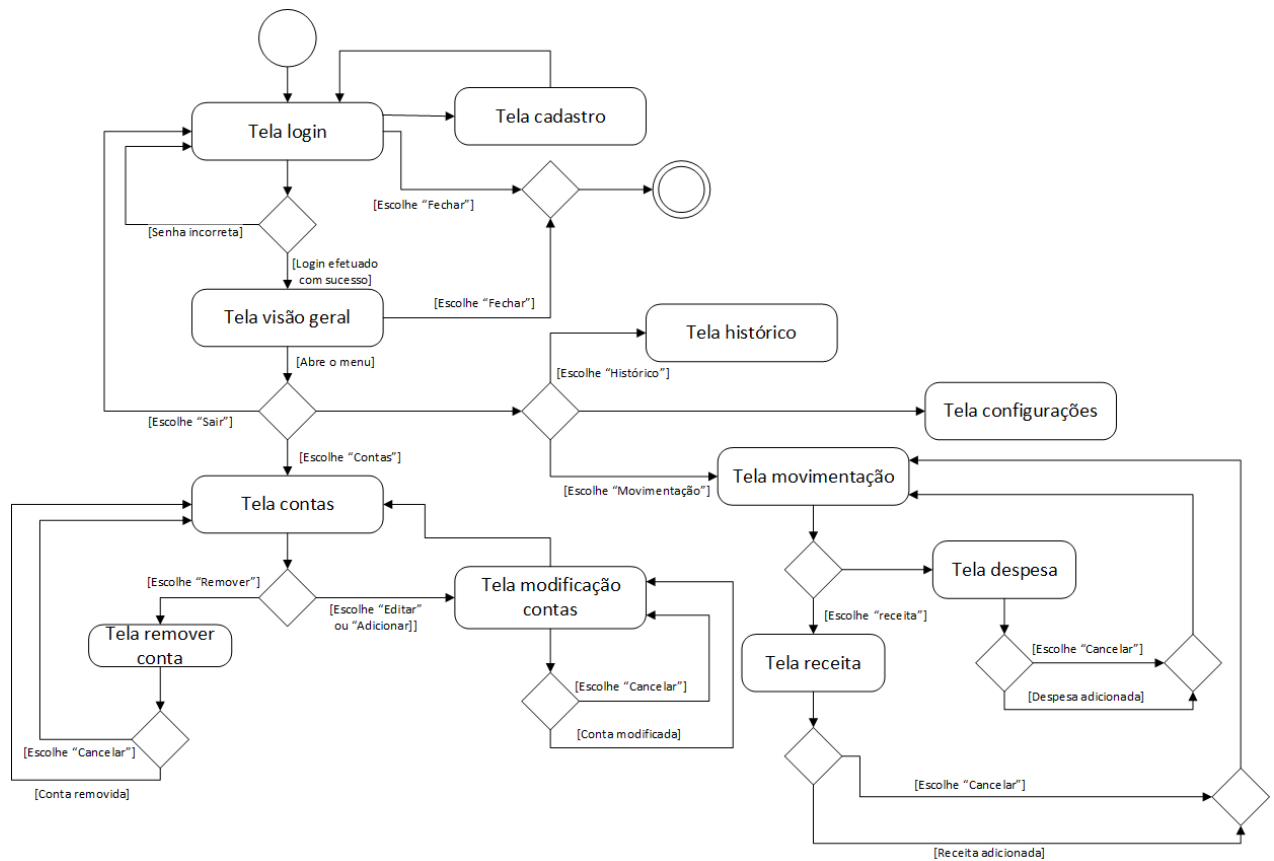 Tela login
Tela cadastro
[Escolhe “Fechar”]
[Senha incorreta]
[Login efetuado
com sucesso]
[Escolhe “Fechar”]
Tela visão geral
Tela histórico
[Abre o menu]
[Escolhe “Histórico”]
Tela configurações
[Escolhe “Sair”]
[Escolhe “Contas”]
Tela movimentação
[Escolhe “Movimentação”]
Tela contas
Tela despesa
[Escolhe “Remover”]
Tela modificação
contas
[Escolhe “Editar”
ou “Adicionar]]
[Escolhe “receita”]
Tela remover
conta
[Escolhe “Cancelar”]
Tela receita
[Escolhe “Cancelar”]
[Despesa adicionada]
[Conta modificada]
[Escolhe “Cancelar”]
[Escolhe “Cancelar”]
[Conta removida]
[Receita adicionada]